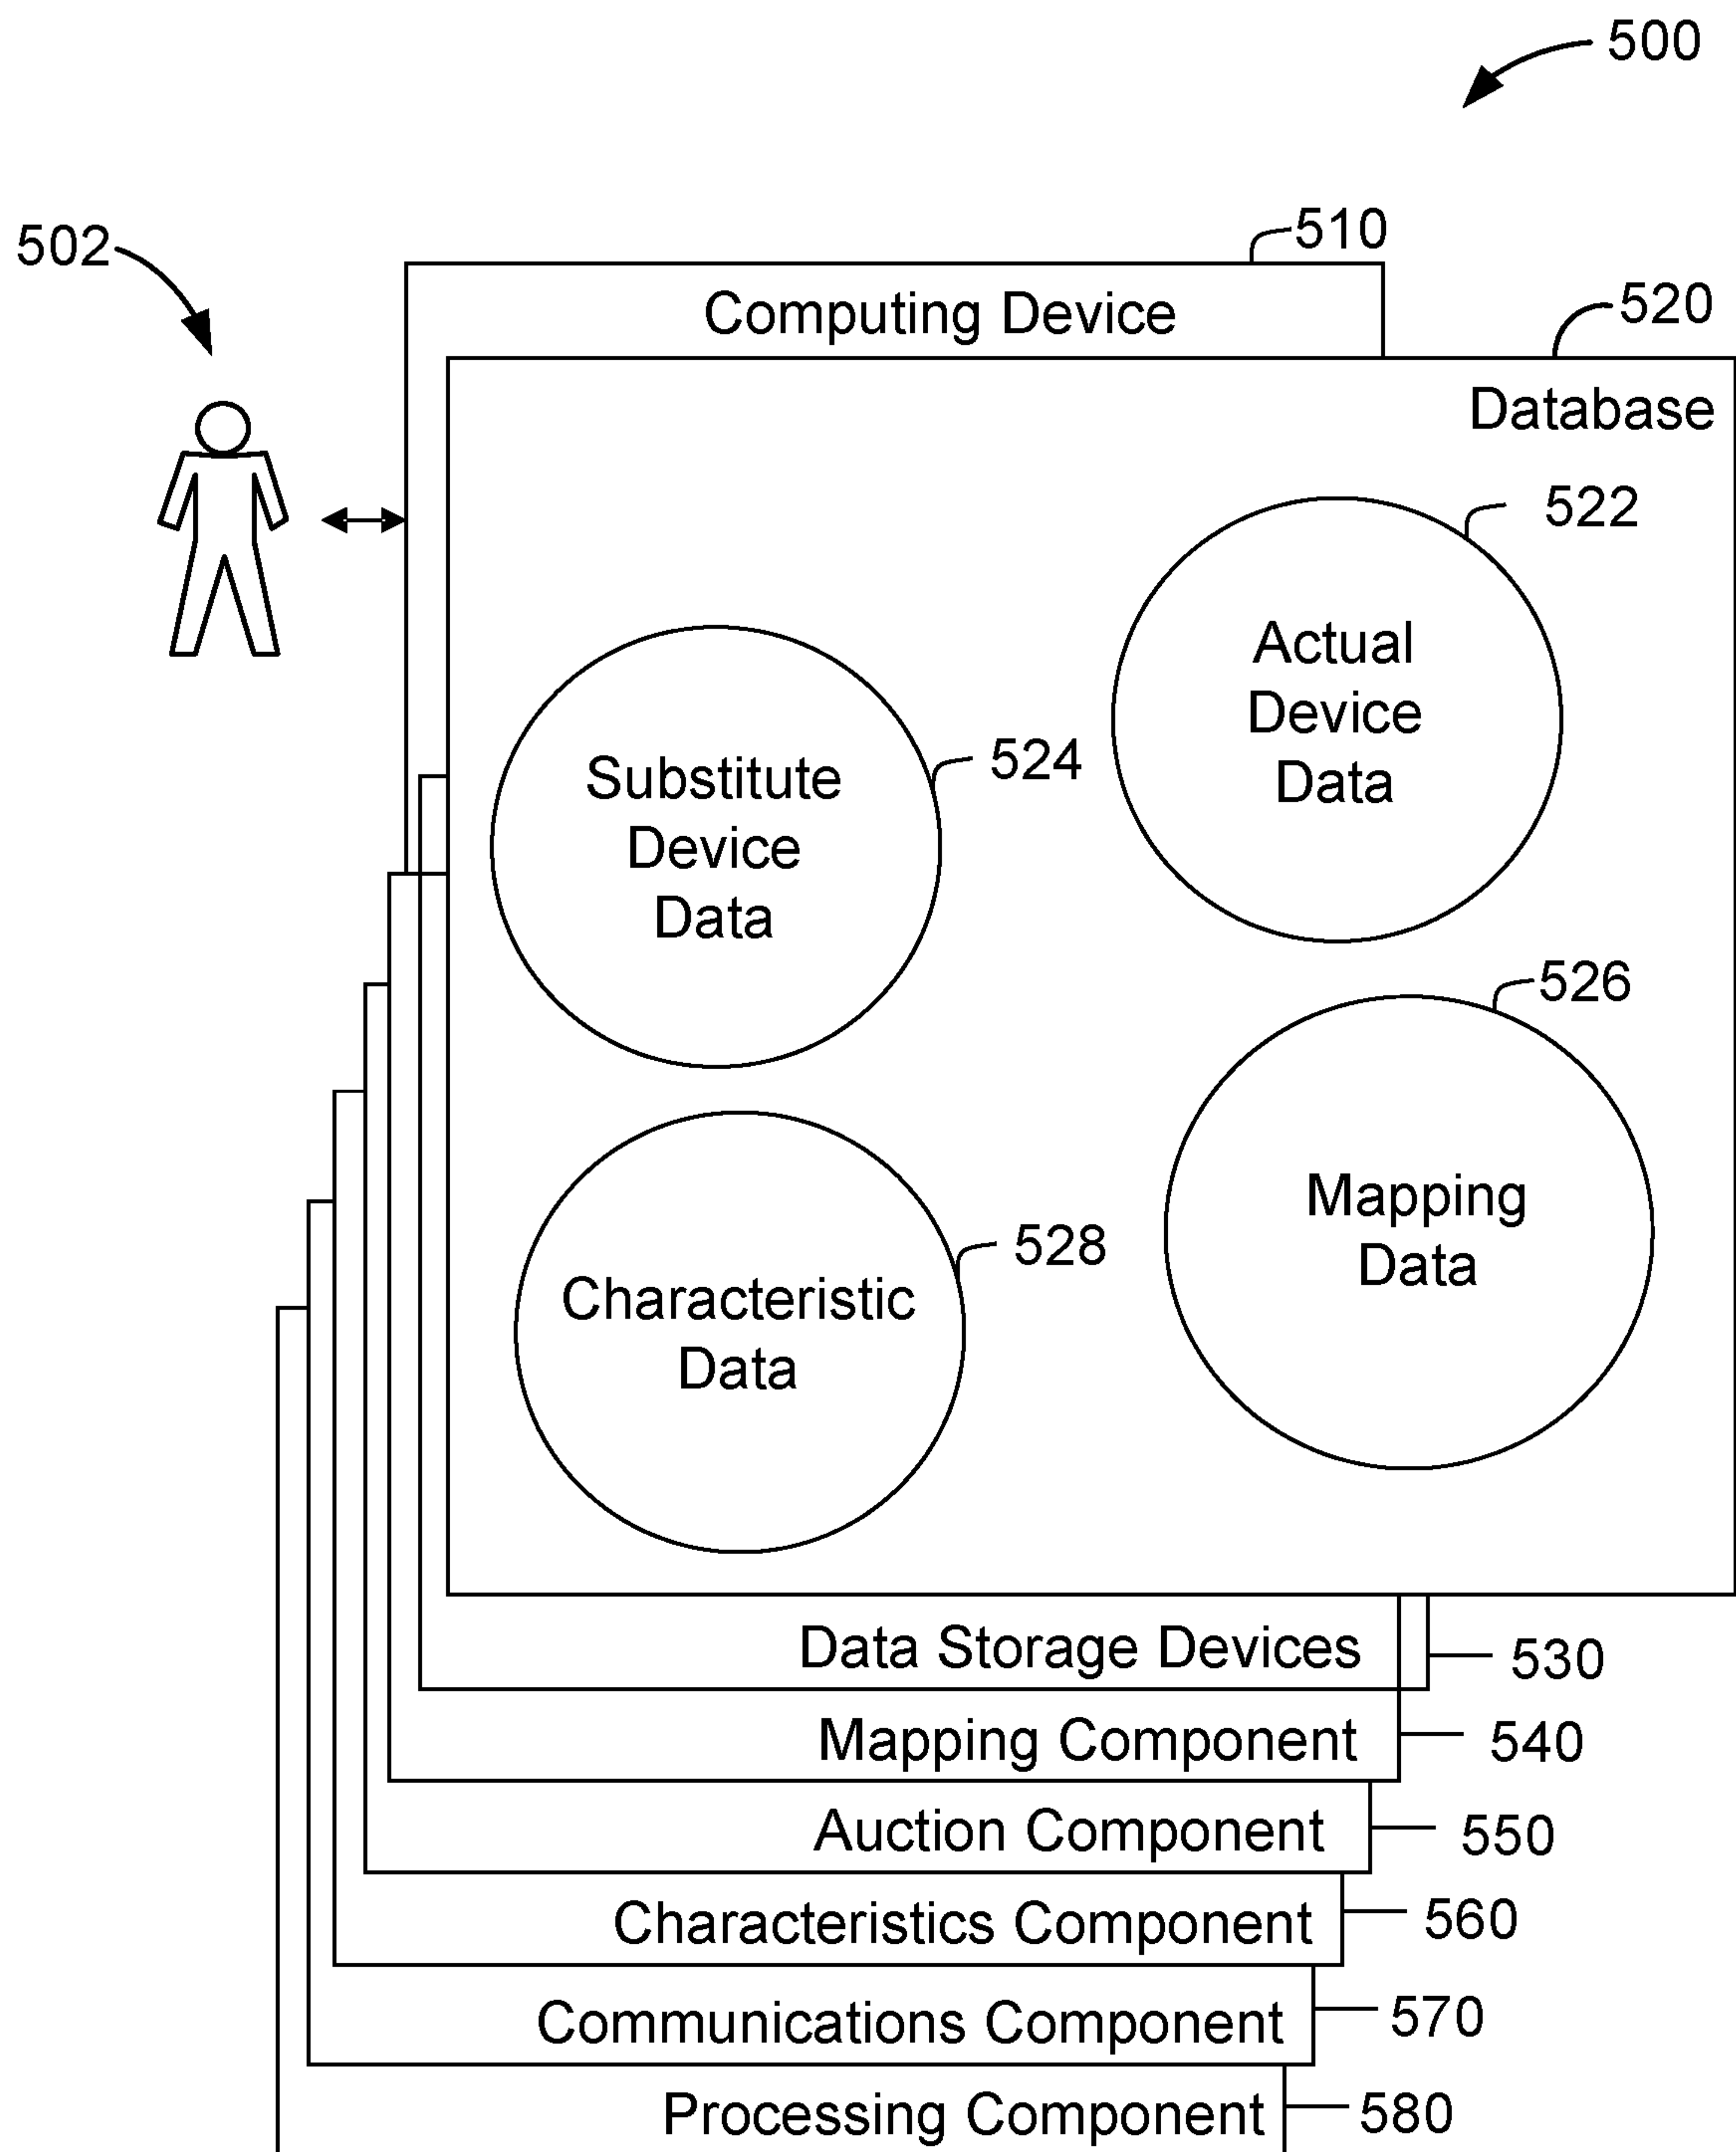 500
502
510
Computing Device
520
Database
522
Actual
Device
Data
524
Substitute
Device
Data
526
Mapping
Data
528
Characteristic
Data
Data Storage Devices
530
Mapping Component
540
Auction Component
550
Characteristics Component
560
Communications Component
570
Processing Component
580